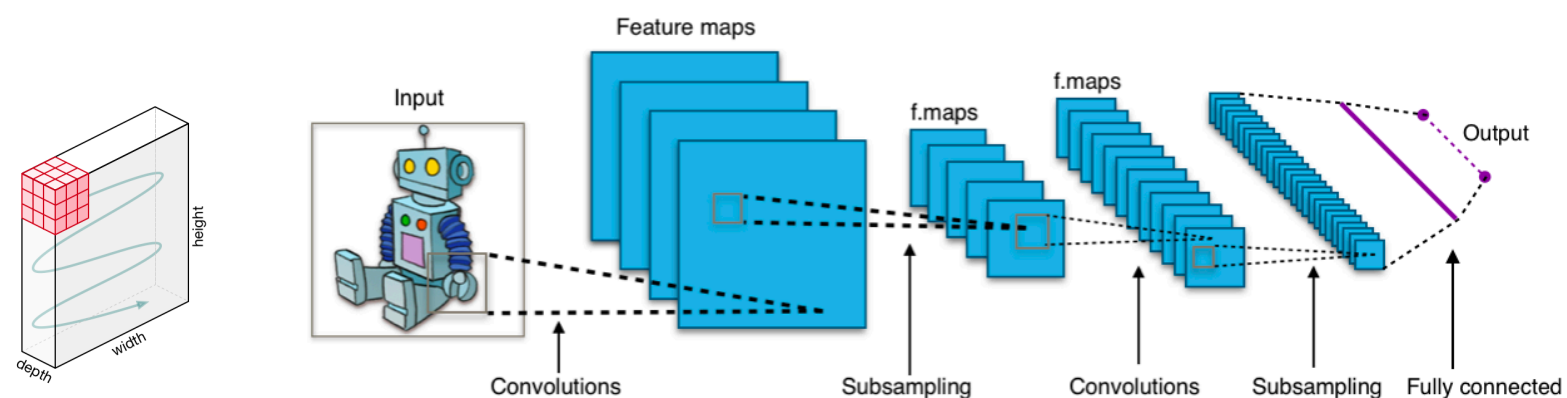 depth
width
height
Input
Feature maps
f.maps
f.maps
Output
Convolutions
Subsampling
Convolutions
Subsampling
Fully connected